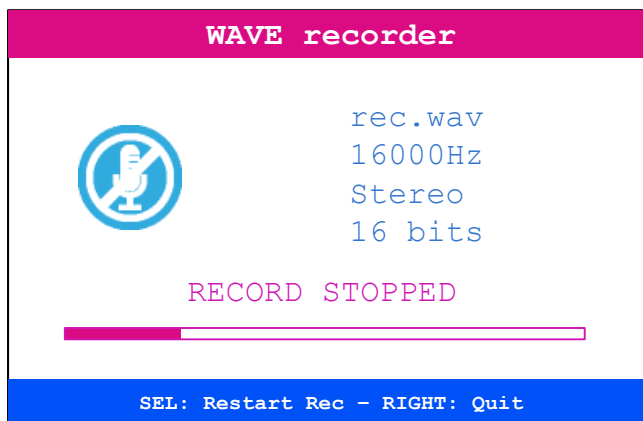 WAVE recorder
rec.wav
16000Hz
Stereo
16 bits
RECORD STOPPED
SEL: Restart Rec – RIGHT: Quit